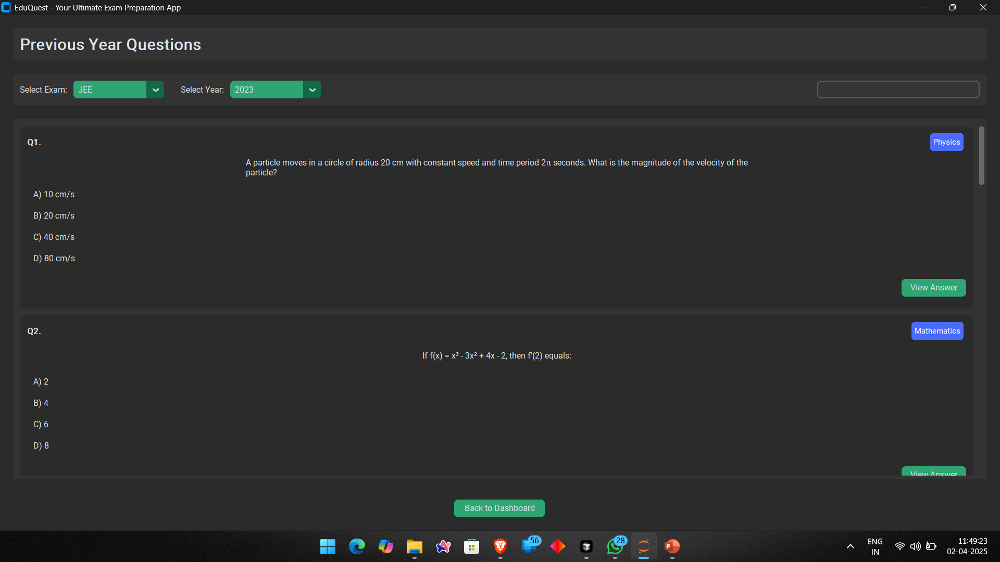 EduQuest - Your Ultimate Exam Preparation App
Previous Year Questions
Select Exam: JEE Select Year: 2023
Q1. Physics
A particle moves in a circle of radius 20 cm with constant speed and time period 2π seconds. What is the magnitude of the velocity of the
particle?
A) 10 cm/s
B) 20 cm/s
C) 40 cm/s
D) 80 cm/s
View Answer
Q2. Mathematics
If f(x) = x³ - 3x² + 4x - 2, then f'(2) equals:
A) 2
B) 4
C) 6
D) 8
View Answer
Back to Dashboard
56
28
P
ENG
IN
11:49:23
02-04-2025